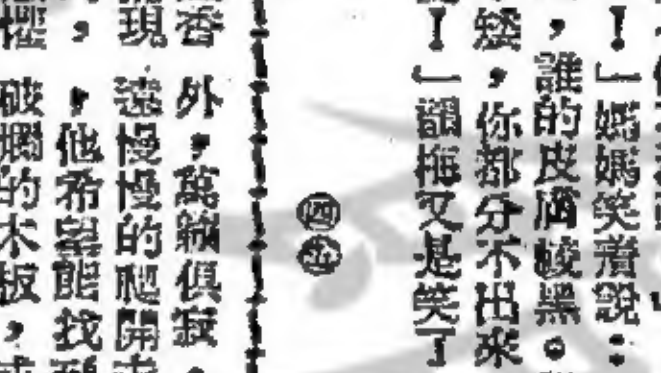 ！」媽媽笑着說：
，誰的皮膚較黑。
矮，你都分不出來
！」韻梅又是笑了
㊃
香 外，萬籟俱寂
現 遠慢慢的爬開
， ，他希望能找到
破爛的木板，